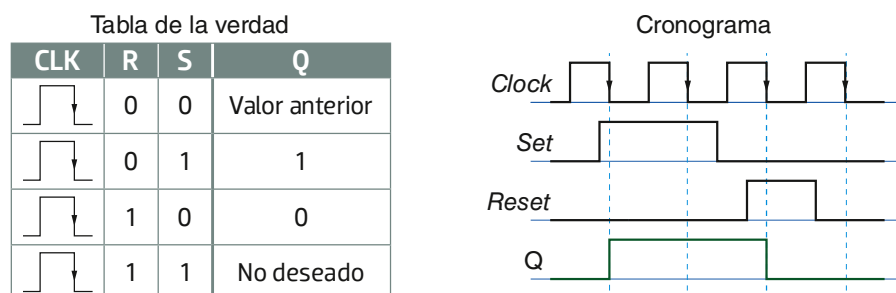 Tabla de la verdad
CLK R S Q
0 0 Valor anterior
0 1 1
1 0 0
1 1 No deseado
Cronograma
Clock
Set
Reset
Q